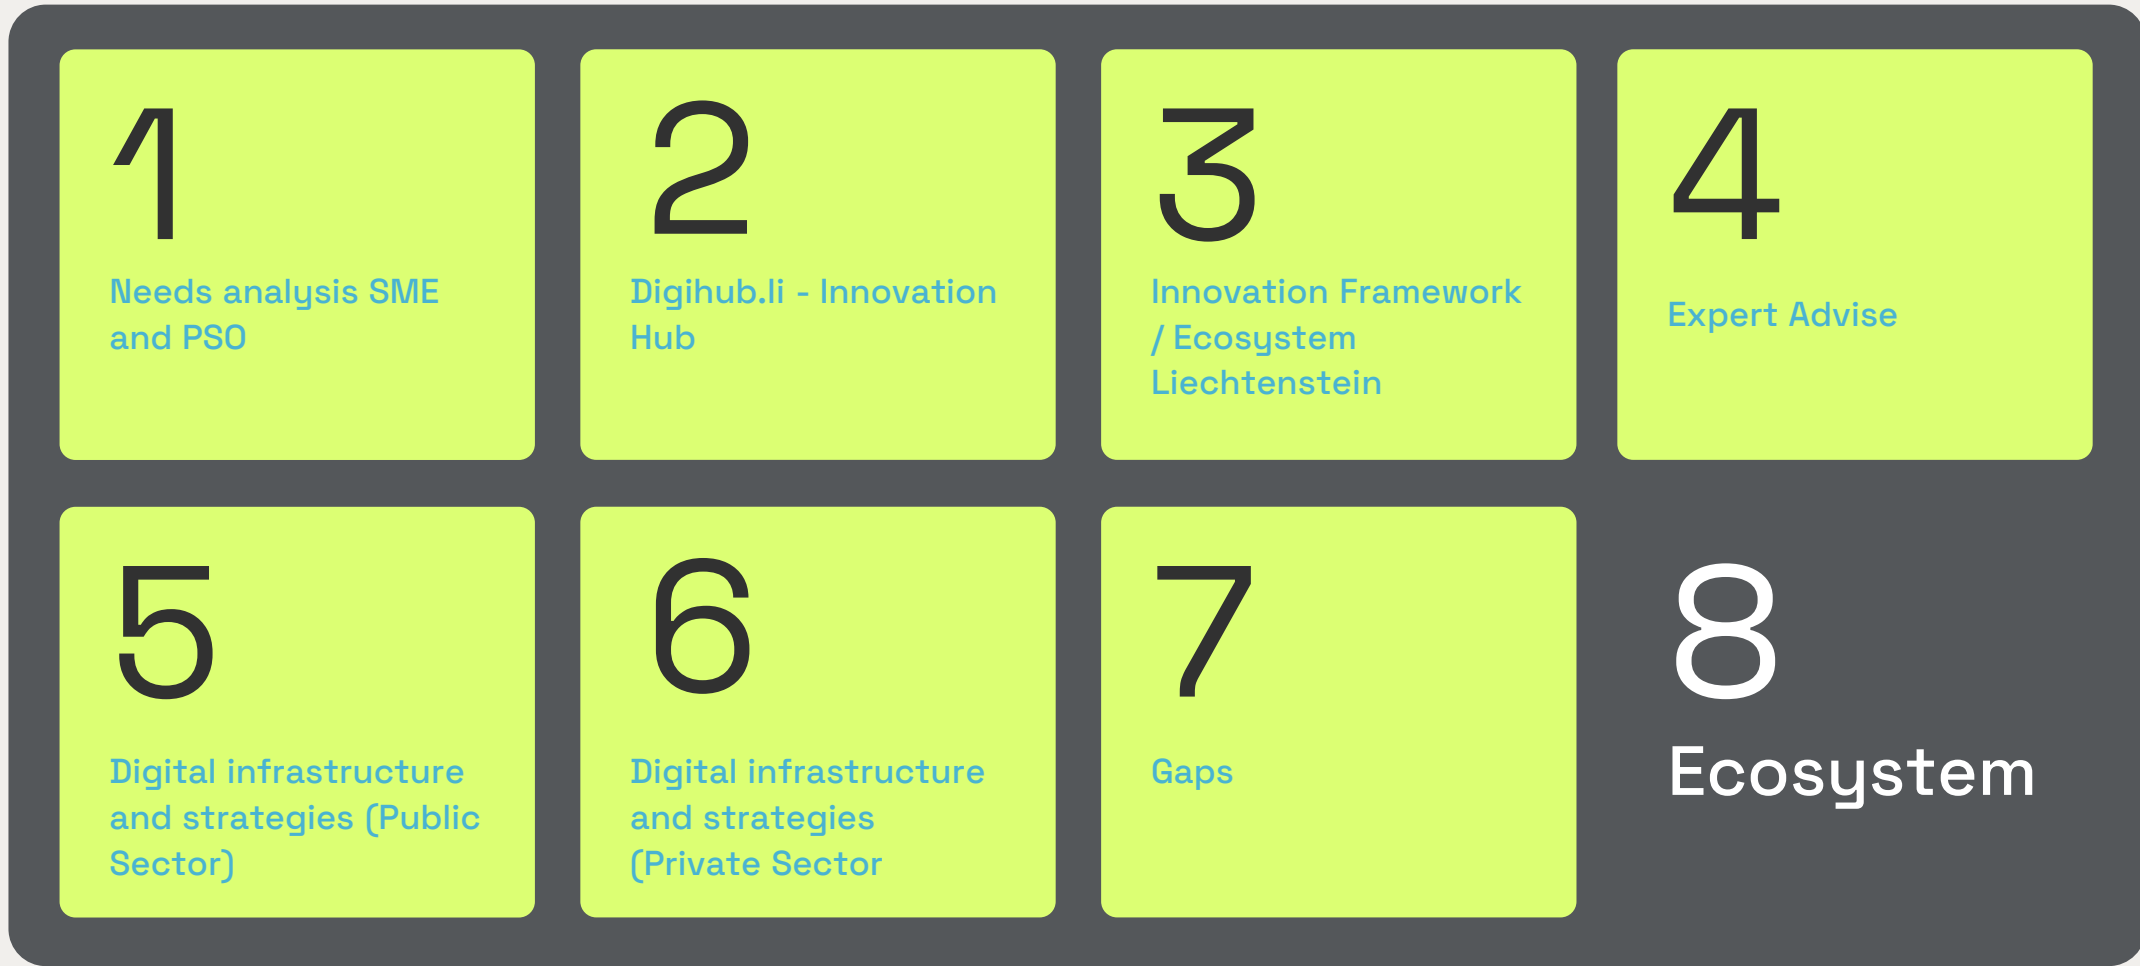 1
Needs analysis SME
and PSO
2
Digihub.li - Innovation
Hub
3
Innovation Framework
/ Ecosystem
Liechtenstein
4
Expert Advise
5
Digital infrastructure
and strategies (Public
Sector)
6
Digital infrastructure
and strategies
(Private Sector
7
Gaps
8
Ecosystem